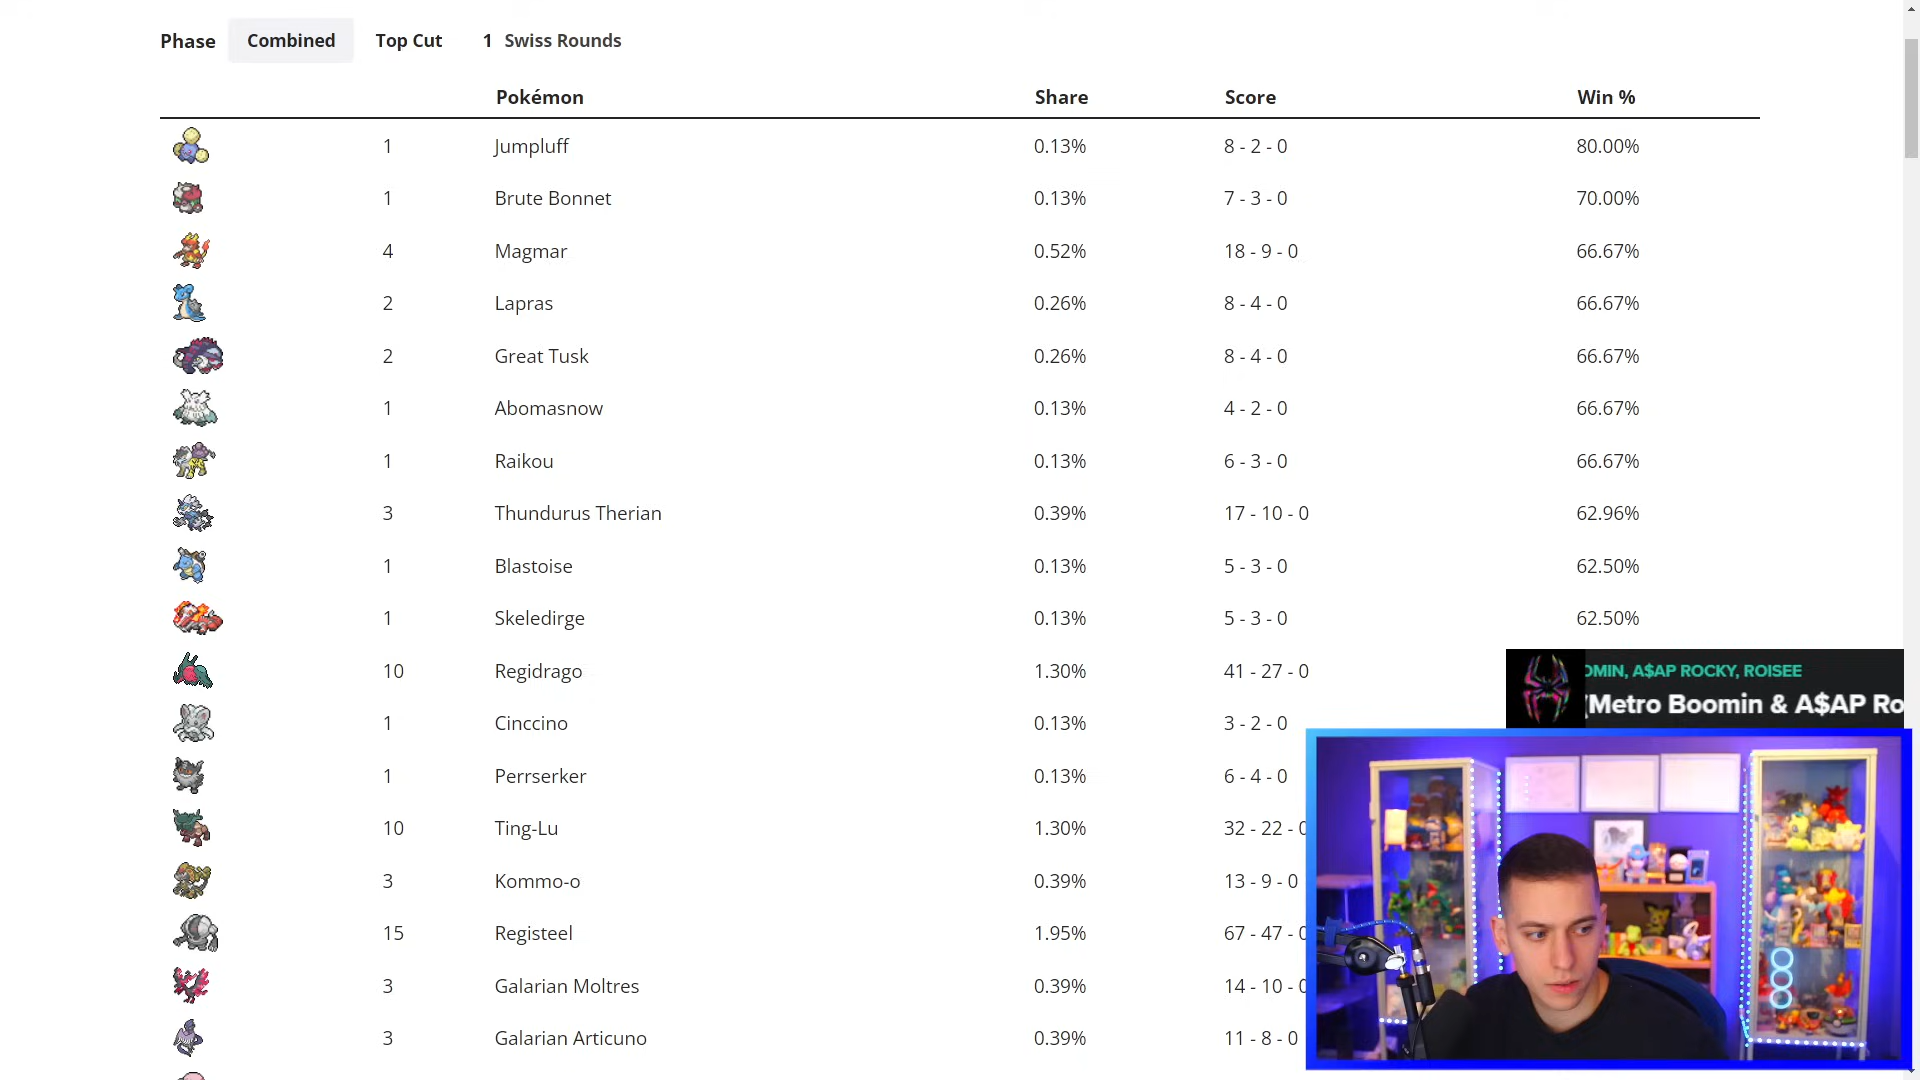 Phase Combined Top Cut 1 Swiss Rounds
Pokémon Share Score Win %
1 Jumpluff 0.13% 8 - 2 - 0 80.00%
1 Brute Bonnet 0.13% 7 - 3 - 0 70.00%
4 Magmar 0.52% 18 - 9 - 0 66.67%
2 Lapras 0.26% 8 - 4 - 0 66.67%
2 Great Tusk 0.26% 8 - 4 - 0 66.67%
1 Abomasnow 0.13% 4 - 2 - 0 66.67%
1 Raikou 0.13% 6 - 3 - 0 66.67%
3 Thundurus Therian 0.39% 17 - 10 - 0 62.96%
1 Blastoise 0.13% 5 - 3 - 0 62.50%
1 Skeledirge 0.13% 5 - 3 - 0 62.50%
10 Regidrago 1.30% 41 - 27 - 0
OMIN, A$AP ROCKY, ROISEE
(Metro Boomin & A$AP Ro
1 Cinccino 0.13% 3 - 2 - 0
1 Perrserker 0.13% 6 - 4 - 0
10 Ting-Lu 1.30% 32 - 22 - 0
3 Kommo-o 0.39% 13 - 9 - 0
15 Registeel 1.95% 67 - 47 - 0
3 Galarian Moltres 0.39% 14 - 10 - 0
3 Galarian Articuno 0.39% 11 - 8 - 0